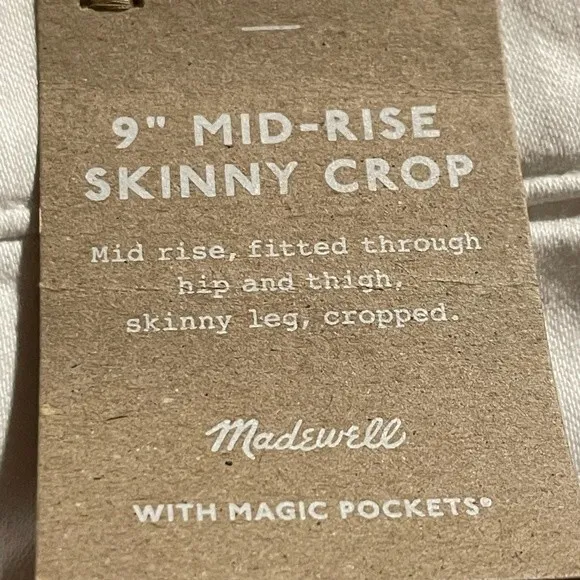 9" MID-RISE
SKINNY CROP
Mid rise, fitted through
hip and thigh,
skinny leg, cropped.
Madewell
WITH MAGIC POCKETS®